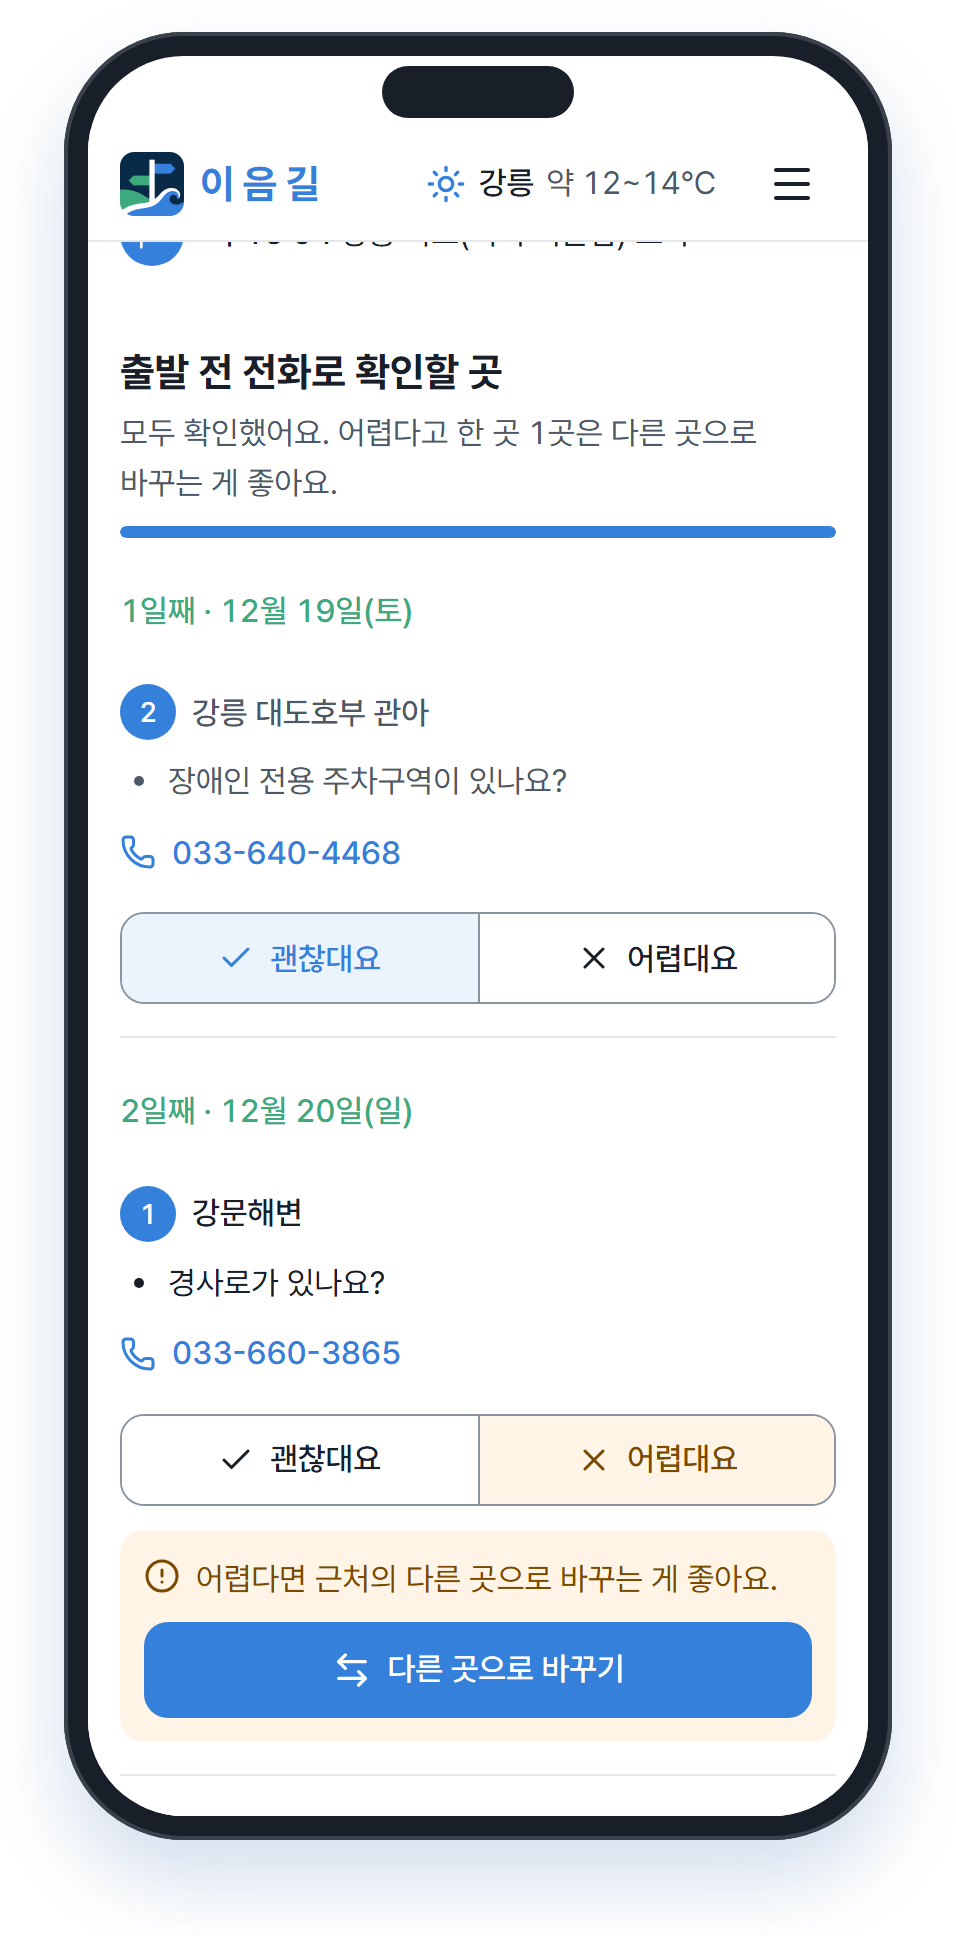 이음길
강릉 약 12~14°C
출발 전 전화로 확인할 곳
모두 확인했어요. 어렵다고 한 곳 1곳은 다른 곳으로
바꾸는 게 좋아요.
1일째 · 12월 19일(토)
2 강릉 대도호부 관아
• 장애인 전용 주차구역이 있나요?
033-640-4468
괜찮대요 어렵대요
2일째 · 12월 20일(일)
1 강문해변
• 경사로가 있나요?
033-660-3865
괜찮대요 어렵대요
어렵다면 근처의 다른 곳으로 바꾸는 게 좋아요.
다른 곳으로 바꾸기